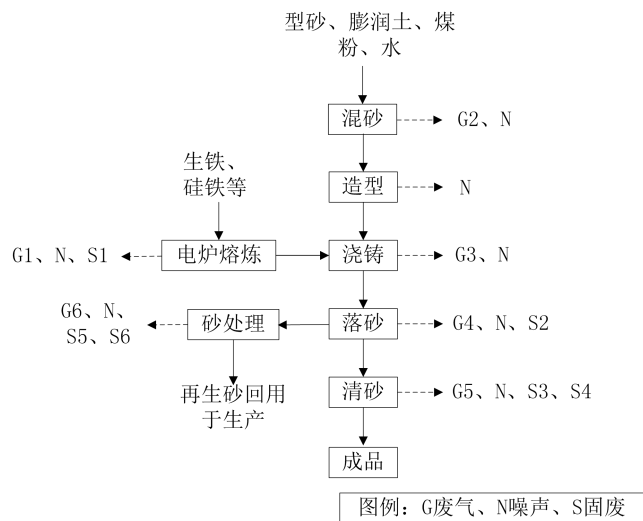 型砂、膨润土、煤
粉、水
混砂
G2、N
生铁、
硅铁等
造型
N
G1、N、S1
电炉熔炼
浇铸
G3、N
G6、N、
S5、S6
砂处理
落砂
G4、N、S2
再生砂回用
于生产
清砂
G5、N、S3、S4
成品
图例：G废气、N噪声、S固废